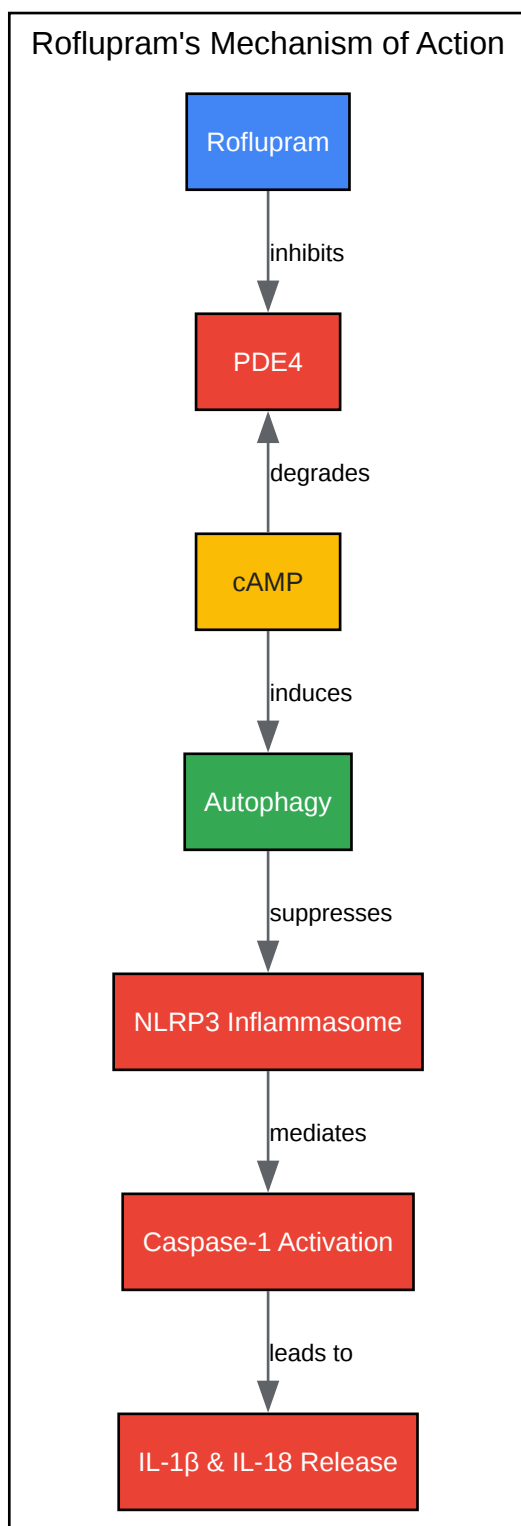 Roflupram's Mechanism of Action
Roflupram
inhibits
PDE4
degrades
cAMP
induces
Autophagy
suppresses
NLRP3 Inflammasome
mediates
Caspase-1 Activation
leads to
IL-1β & IL-18 Release